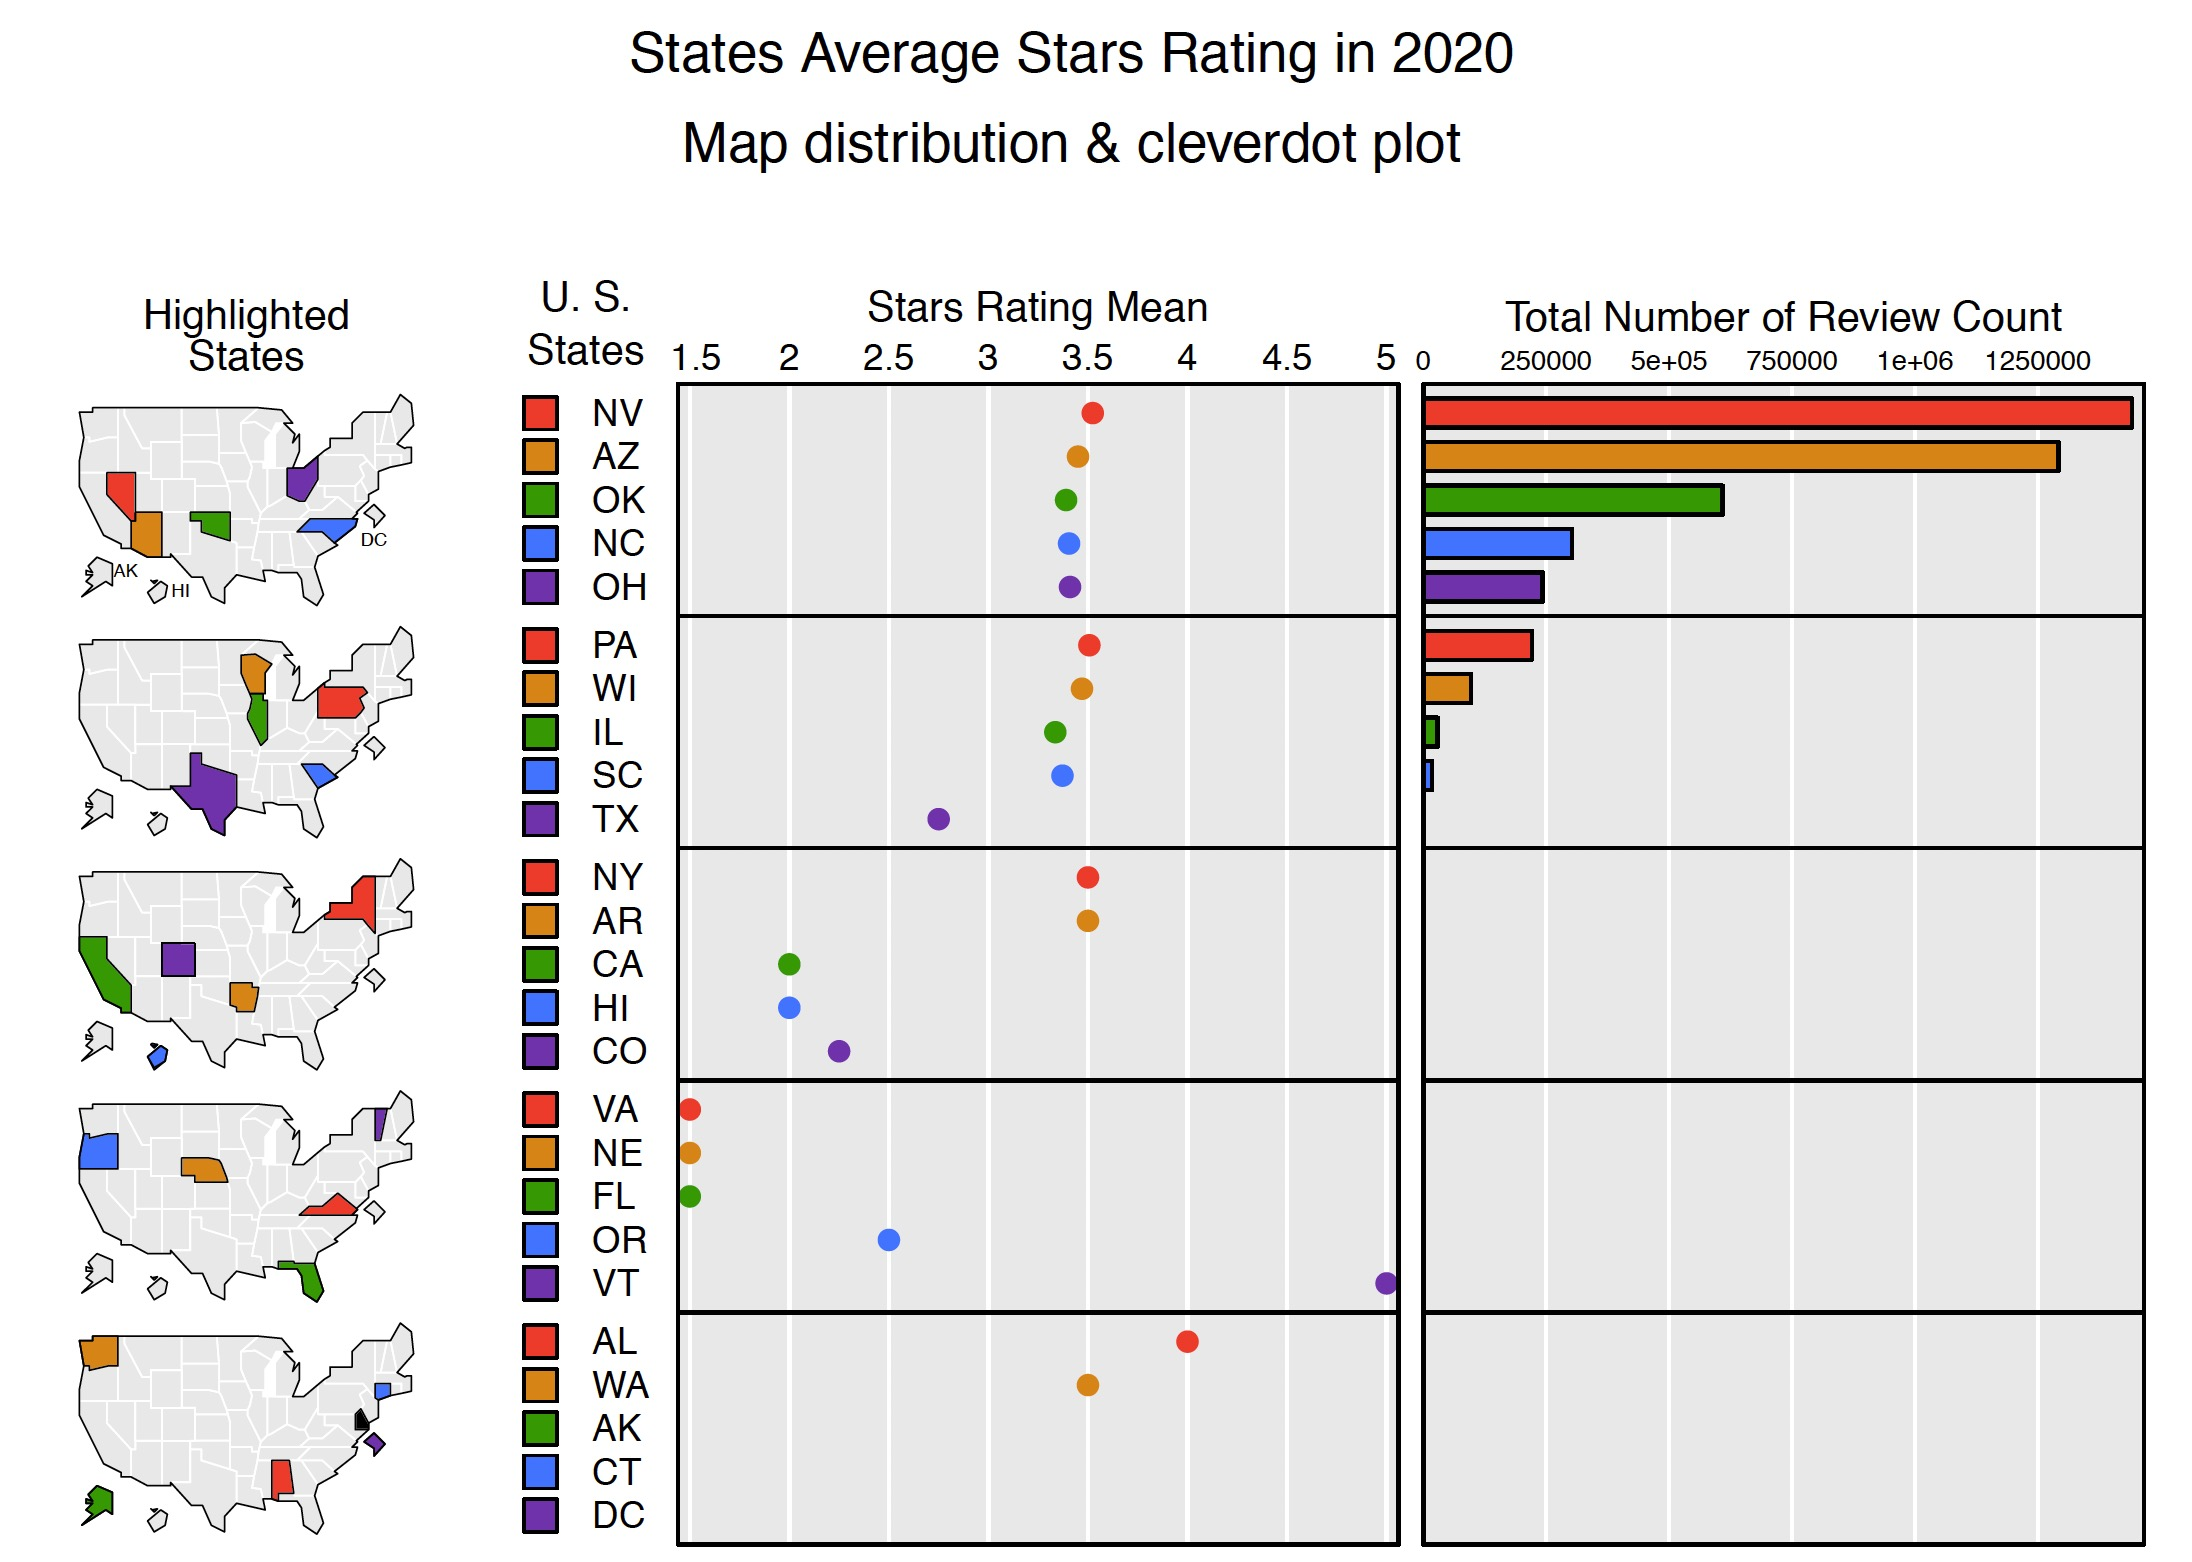 States Average Stars Rating in 2020
Map distribution & cleverdot plot
Highlighted
States
U. S.
States
Stars Rating Mean
1.5 2 2.5 3 3.5 4 4.5 5
Total Number of Review Count
0 250000 5e+05 750000 1e+06 1250000
NV
AZ
OK
NC
OH
DC
AK
HI
PA
WI
IL
SC
TX
NY
AR
CA
HI
CO
VA
NE
FL
OR
VT
AL
WA
AK
CT
DC